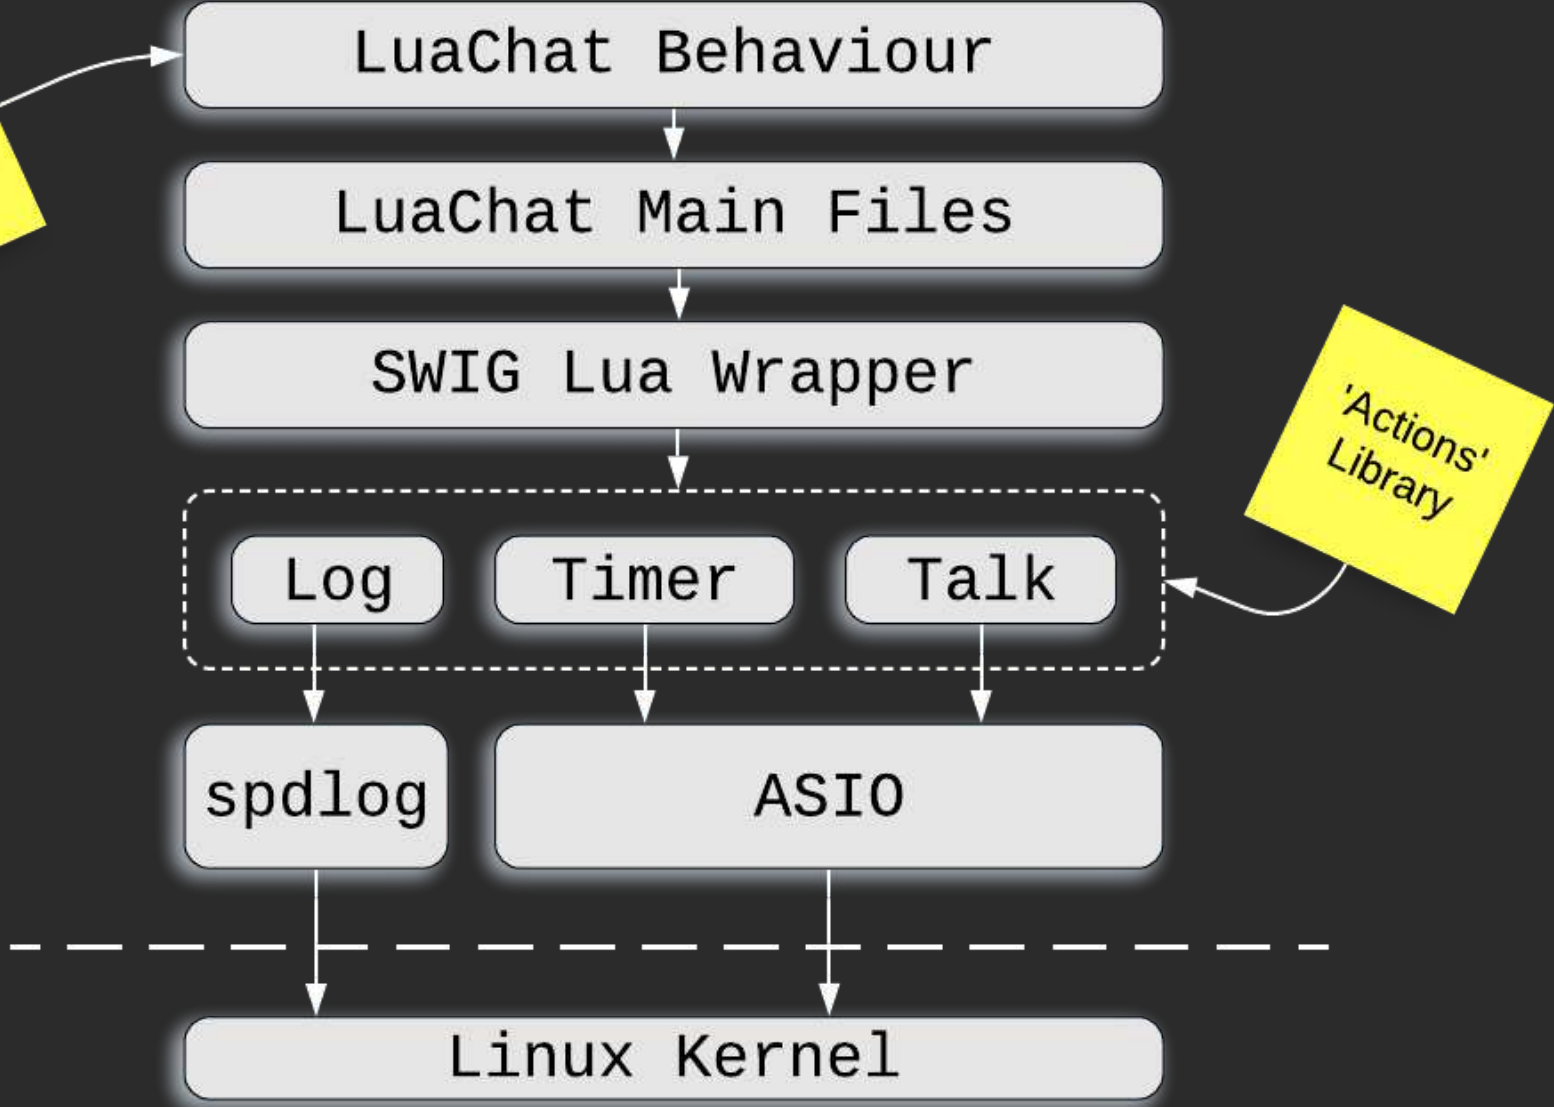 LuaChat Behaviour
LuaChat Main Files
SWIG Lua Wrapper
'Actions'
Library
Log
Timer
Talk
spdlog
ASIO
Linux Kernel